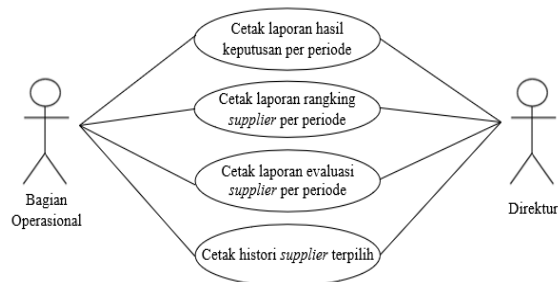 Cetak laporan hasil
keputusan per periode
Cetak laporan rangking
supplier per periode
Cetak laporan evaluasi
supplier per periode
Cetak histori supplier terpilih
Bagian
Operasional
Direktur